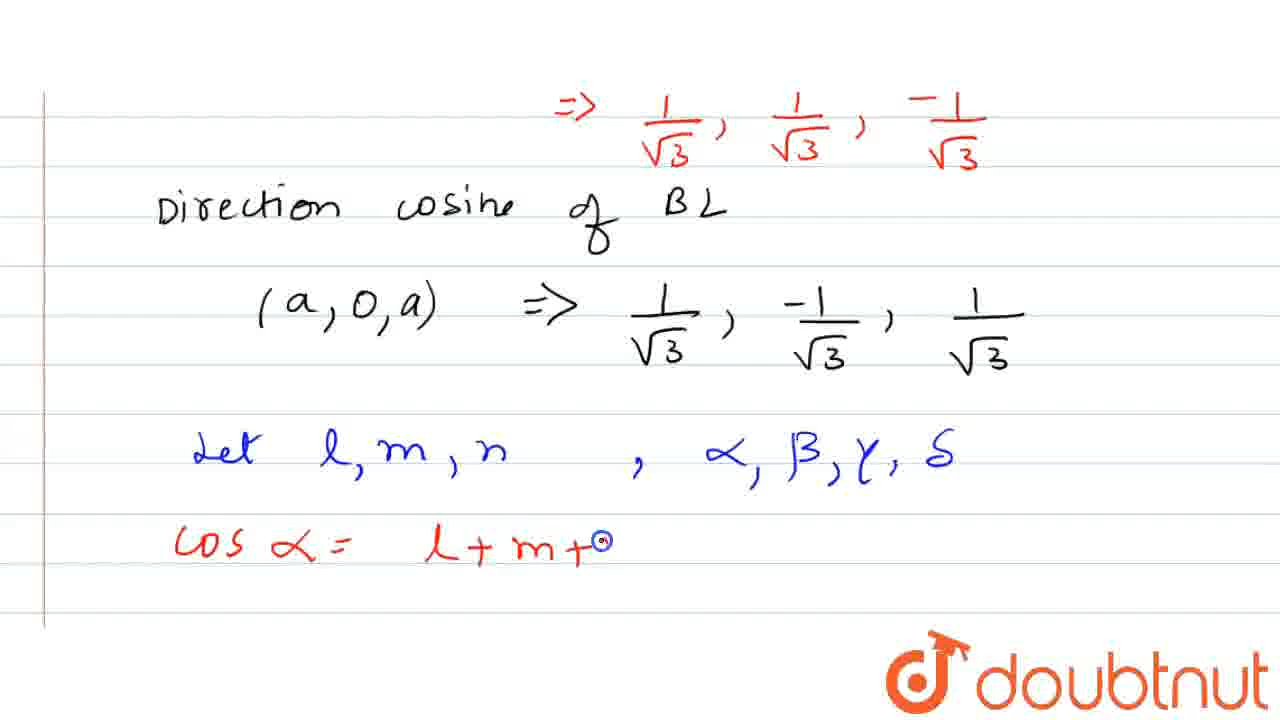 => 1/√3, 1/√3, -1/√3
Direction cosine of BL
(a, 0, a) => 1/√3, -1/√3, 1/√3
Let l, m, n , α, β, γ, δ
cos α = l + m +
doubtnut